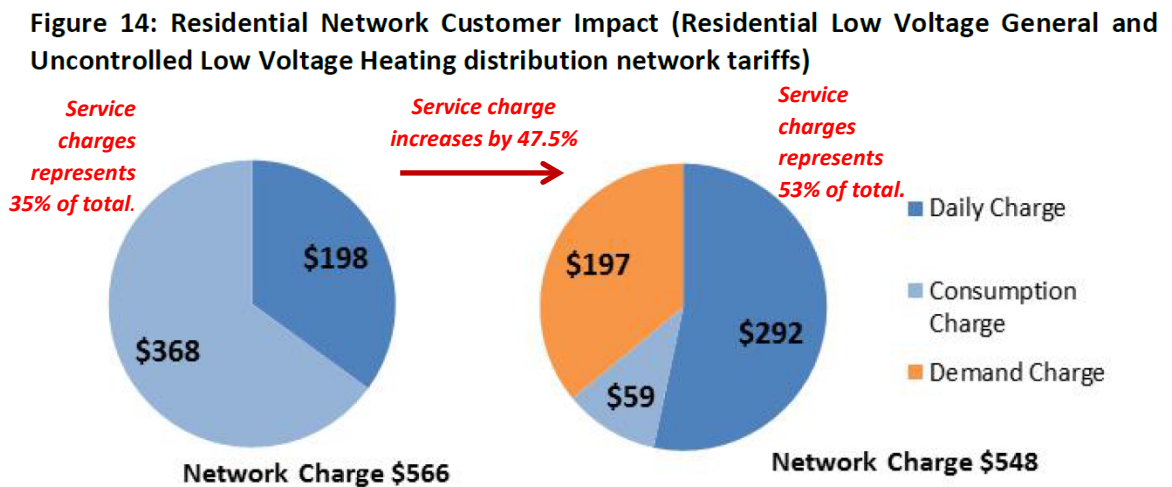 Figure 14: Residential Network Customer Impact (Residential Low Voltage General and
Uncontrolled Low Voltage Heating distribution network tariffs)
Service
charges
represents
35% of total.
Service charge
increases by 47.5%
Service
charges
represents
53% of total.
$198
$368
Network Charge $566
$197
$292
$59
Network Charge $548
Daily Charge
Consumption
Charge
Demand Charge